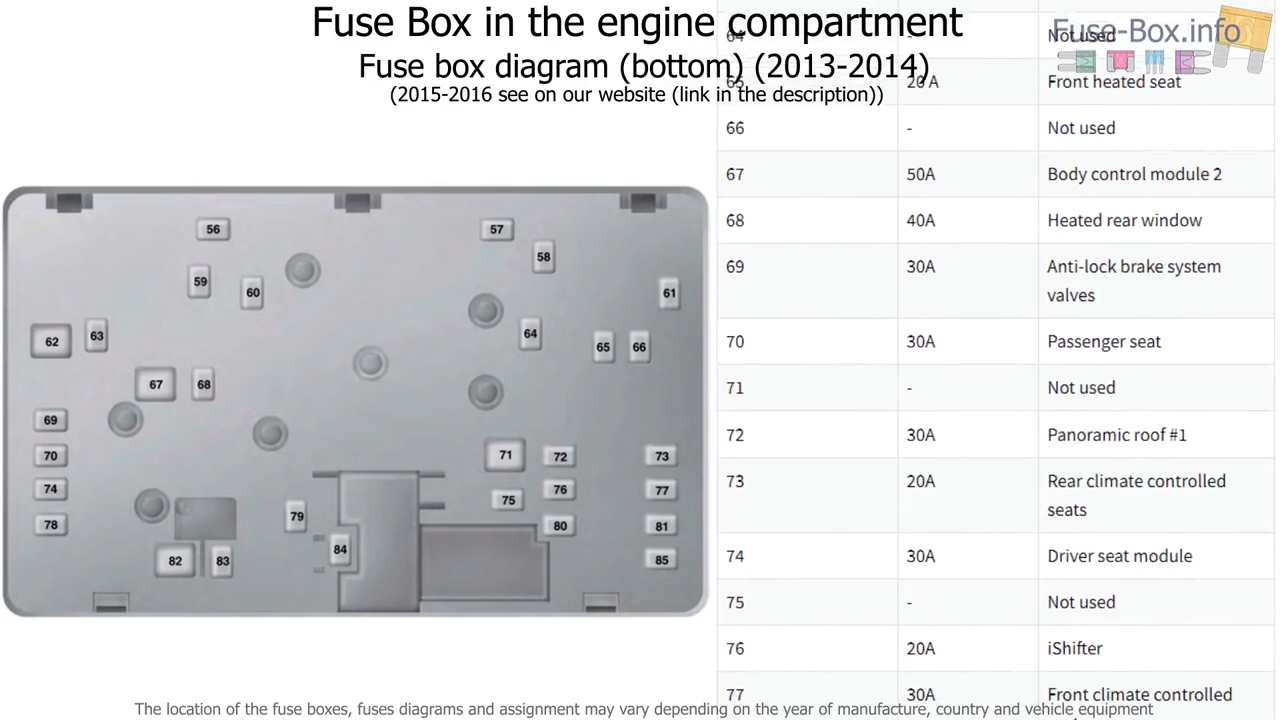 Fuse Box in the engine compartment
Fuse box diagram (bottom) (2013-2014)
(2015-2016 see on our website (link in the description))
Fuse-Box.info
64 - Not used
65 20 A Front heated seat
66 - Not used
67 50A Body control module 2
68 40A Heated rear window
69 30A Anti-lock brake system
valves
70 30A Passenger seat
71 - Not used
72 30A Panoramic roof #1
73 20A Rear climate controlled
seats
74 30A Driver seat module
75 - Not used
76 20A iShifter
77 30A Front climate controlled
56 57
58
59 60 61
62 63 64 65 66
67 68
69 71 72 73
70
74 75 76 77
78 79 80 81
82 83 84 85
The location of the fuse boxes, fuses diagrams and assignment may vary depending on the year of manufacture, country and vehicle equipment